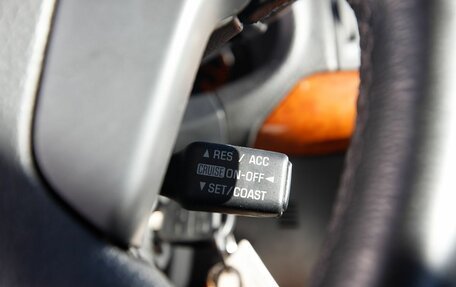 ▲ RES / ACC
CRUISE ON-OFF ◄
▼ SET/COAST